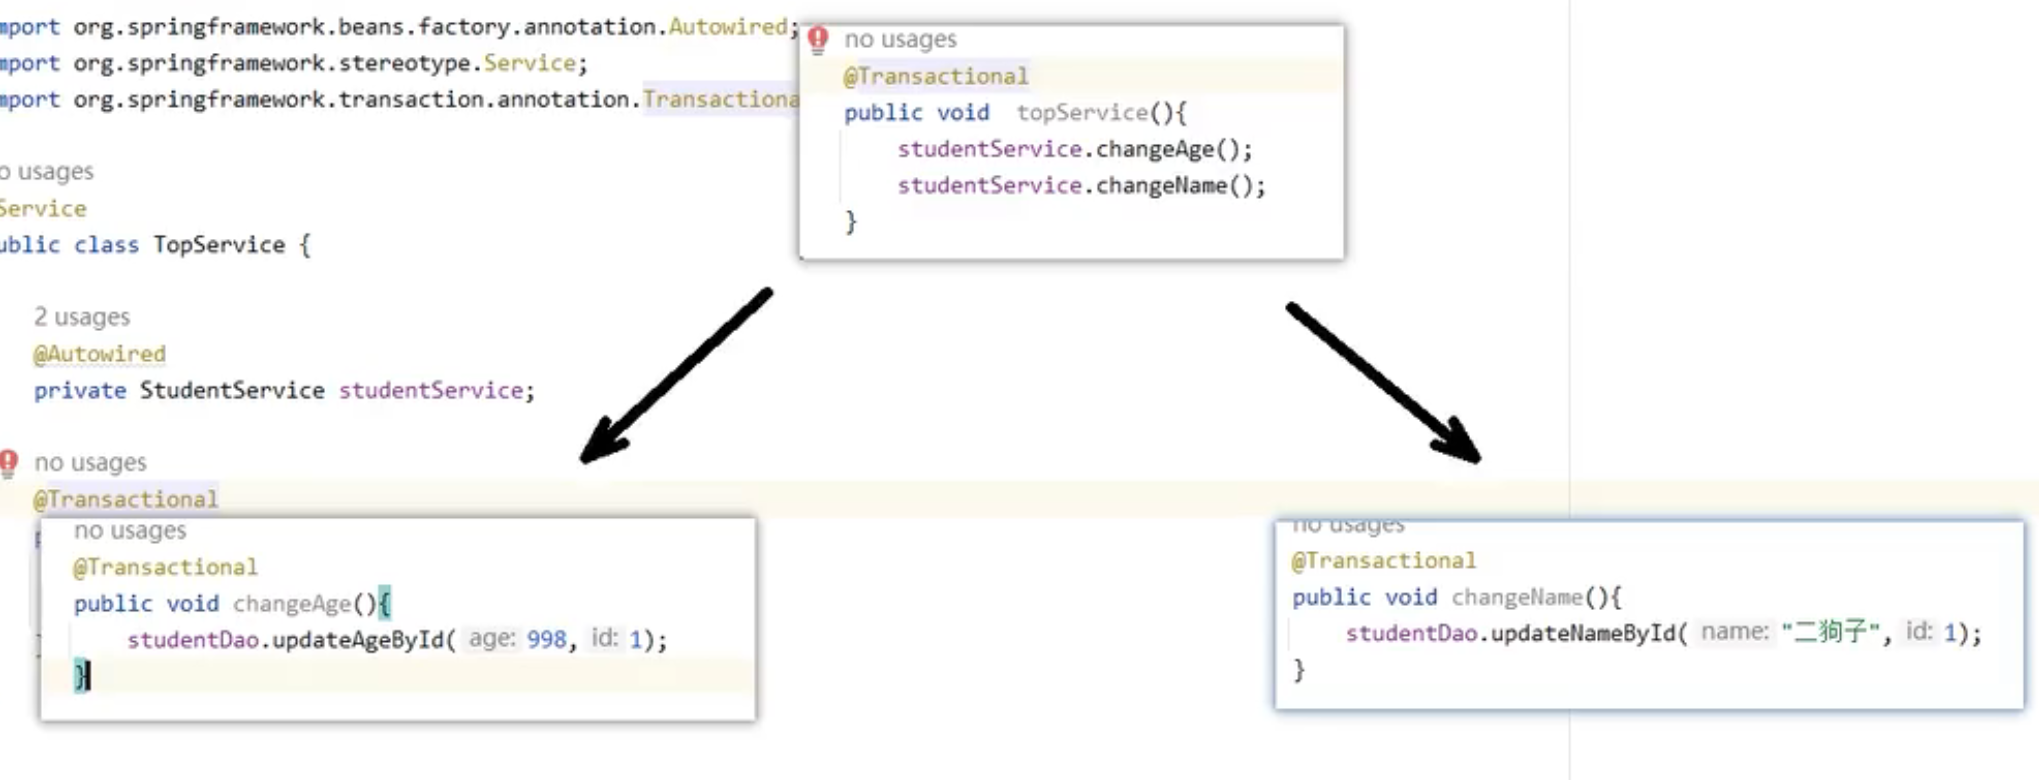 mport org.springframework.beans.factory.annotation.Autowired;
mport org.springframework.stereotype.Service;
mport org.springframework.transaction.annotation.Transactiona
o usages
Service
ublic class TopService {
2 usages
@Autowired
private StudentService studentService;
no usages
@Transactional
no usages
@Transactional
public void topService(){
studentService.changeAge();
studentService.changeName();
}
no usages
@Transactional
public void changeAge(){
studentDao.updateAgeById( age: 998, id: 1);
}
no usages
@Transactional
public void changeName(){
studentDao.updateNameById( name: "二狗子", id: 1);
}